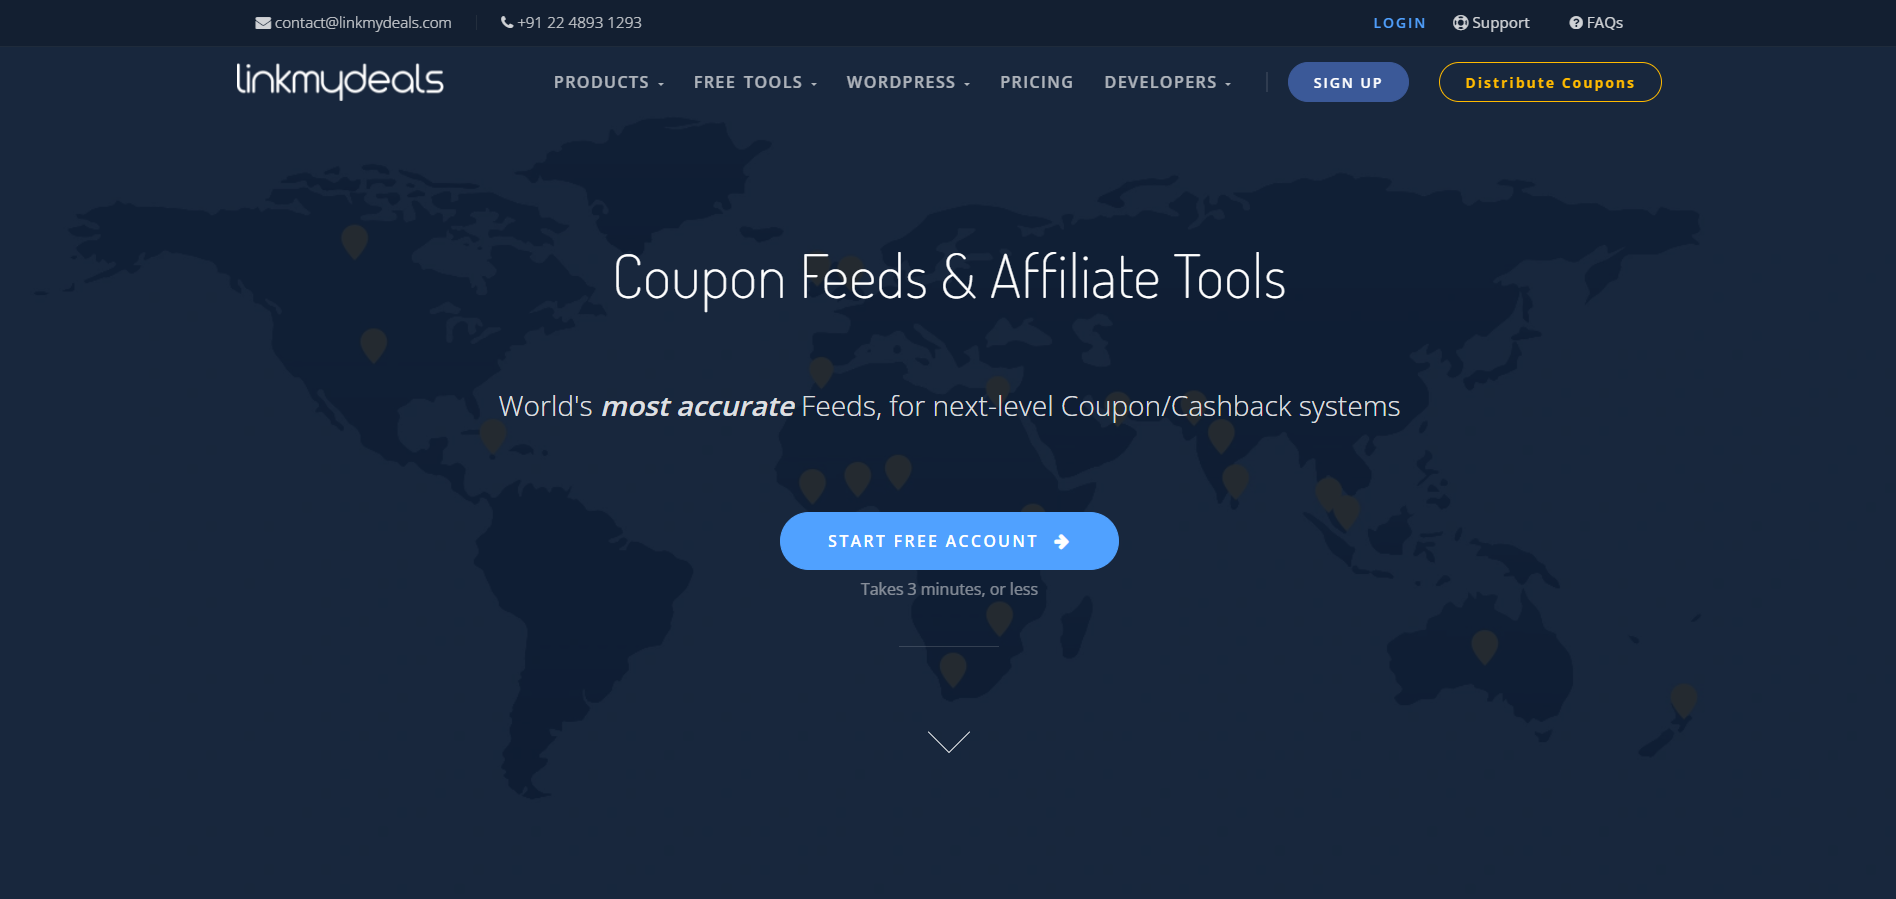 contact@linkmydeals.com +91 22 4893 1293 LOGIN Support FAQs
linkmydeals PRODUCTS FREE TOOLS WORDPRESS PRICING DEVELOPERS SIGN UP Distribute Coupons
Coupon Feeds & Affiliate Tools
World's most accurate Feeds, for next-level Coupon/Cashback systems
START FREE ACCOUNT
Takes 3 minutes, or less